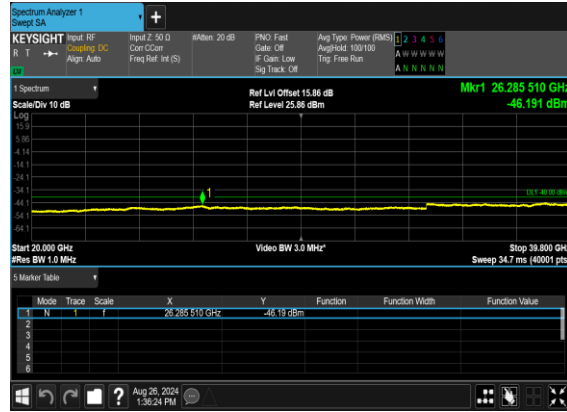 Spectrum Analyzer 1
Swept SA
+
KEYSIGHT Input: RF Input Z: 50 Ω #Atten: 20 dB PNO: Fast Avg Type: Power (RMS) 1 2 3 4 5 6
R T Coupling: DC Corr CCorr Gate: Off Avg|Hold: 100/100 A W W W W W
Align: Auto Freq Ref: Int (S) IF Gain: Low Trig: Free Run
Sig Track: Off A N N N N N
1 Spectrum Ref Lvl Offset 15.86 dB Mkr1 26.285 510 GHz
Scale/Div 10 dB Ref Level 25.86 dBm -46.191 dBm
Log
15.9
5.86
-4.14
-14.1
-24.1
-34.1 1 DL1 -40.00 dBm
-44.1
-54.1
-64.1
Start 20.000 GHz Video BW 3.0 MHz* Stop 39.800 GHz
#Res BW 1.0 MHz Sweep 34.7 ms (40001 pts)
5 Marker Table
Mode Trace Scale X Y Function Function Width Function Value
1 N 1 f 26.285 510 GHz -46.19 dBm
2
3
4
5
6
? Aug 26, 2024
1:36:24 PM